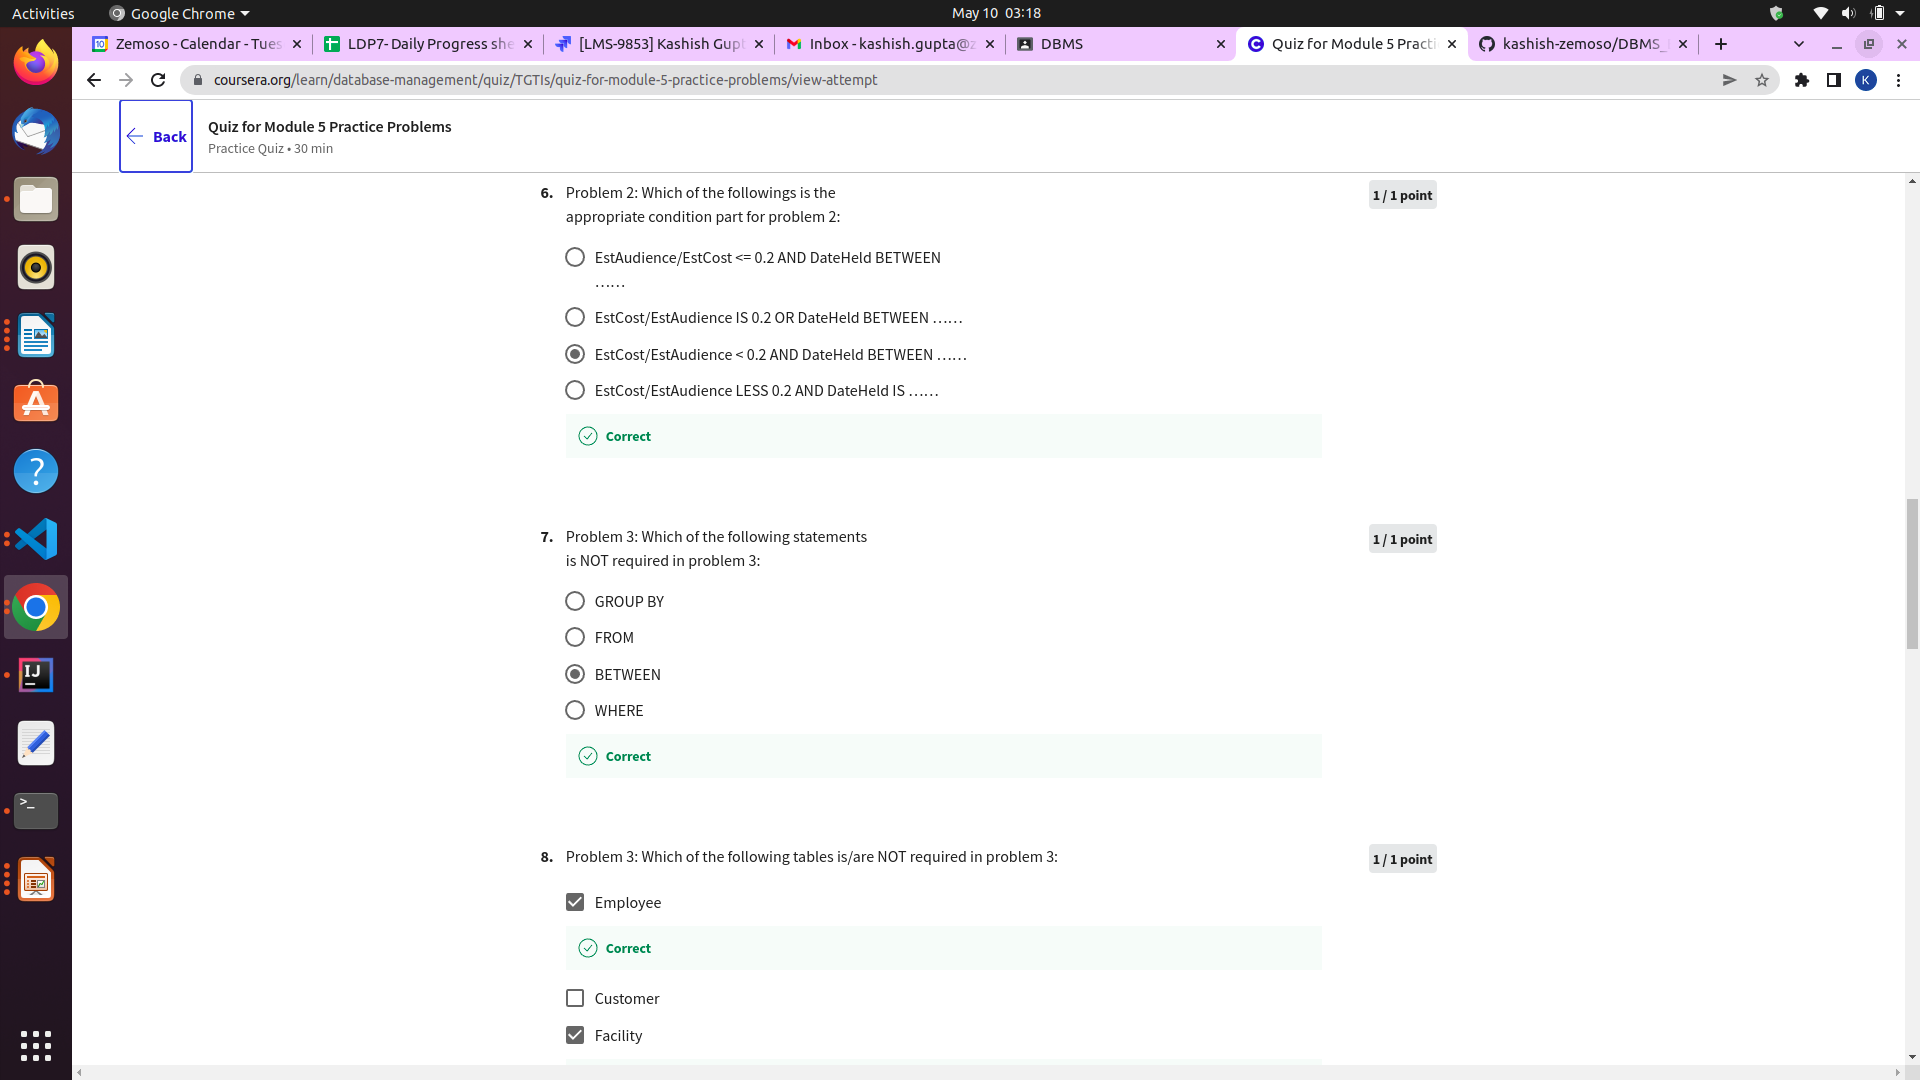 Activities
Google Chrome
May 10 03:18
Zemoso - Calendar - Tues
LDP7- Daily Progress she
[LMS-9853] Kashish Gupt
Inbox - kashish.gupta@z
DBMS
Quiz for Module 5 Practi
kashish-zemoso/DBMS_
coursera.org/learn/database-management/quiz/TGTIs/quiz-for-module-5-practice-problems/view-attempt
K
Back
Quiz for Module 5 Practice Problems
Practice Quiz • 30 min
6. Problem 2: Which of the followings is the
appropriate condition part for problem 2:
1 / 1 point
EstAudience/EstCost <= 0.2 AND DateHeld BETWEEN
……
EstCost/EstAudience IS 0.2 OR DateHeld BETWEEN ……
EstCost/EstAudience < 0.2 AND DateHeld BETWEEN ……
EstCost/EstAudience LESS 0.2 AND DateHeld IS ……
Correct
7. Problem 3: Which of the following statements
is NOT required in problem 3:
1 / 1 point
GROUP BY
FROM
BETWEEN
WHERE
Correct
8. Problem 3: Which of the following tables is/are NOT required in problem 3:
1 / 1 point
Employee
Correct
Customer
Facility